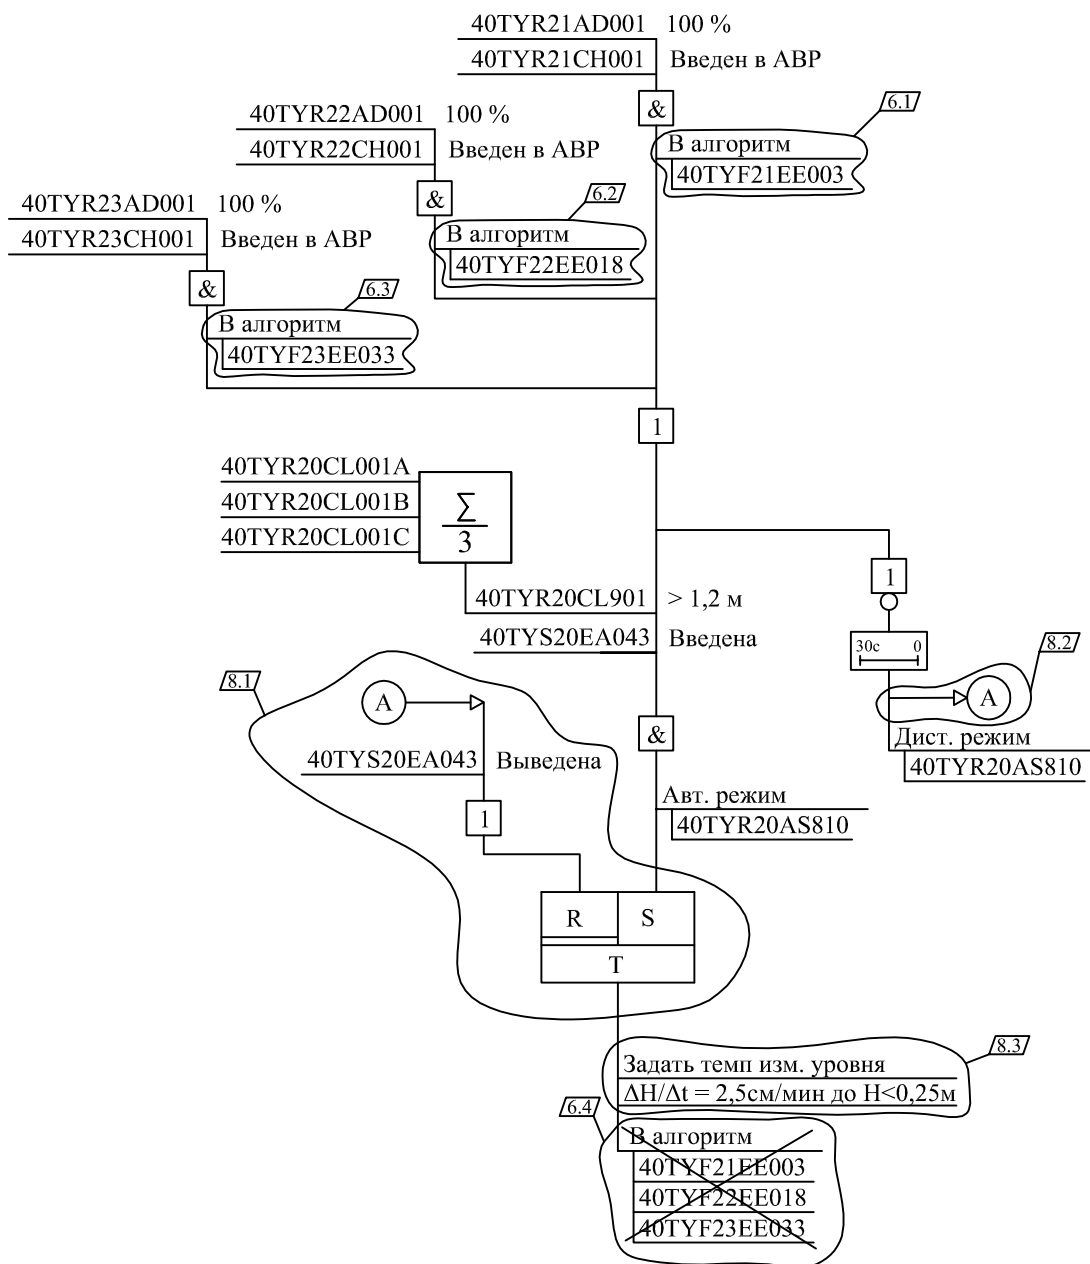 40TYR21AD001 100 %
40TYR21CH001 Введен в АВР
&
6.1
В алгоритм
40TYF21EE003
40TYR22AD001 100 %
40TYR22CH001 Введен в АВР
&
6.2
В алгоритм
40TYF22EE018
40TYR23AD001 100 %
40TYR23CH001 Введен в АВР
&
6.3
В алгоритм
40TYF23EE033
1
40TYR20CL001A
40TYR20CL001B
40TYR20CL001C
∑
3
40TYR20CL901 > 1,2 м
40TYS20EA043 Введена
1
30с 0
8.2
A
Дист. режим
40TYR20AS810
8.1
A
40TYS20EA043 Выведена
1
&
Авт. режим
40TYR20AS810
R S
T
8.3
Задать темп изм. уровня
ΔH/Δt = 2,5см/мин до H<0,25м
6.4
В алгоритм
40TYF21EE003
40TYF22EE018
40TYF23EE033